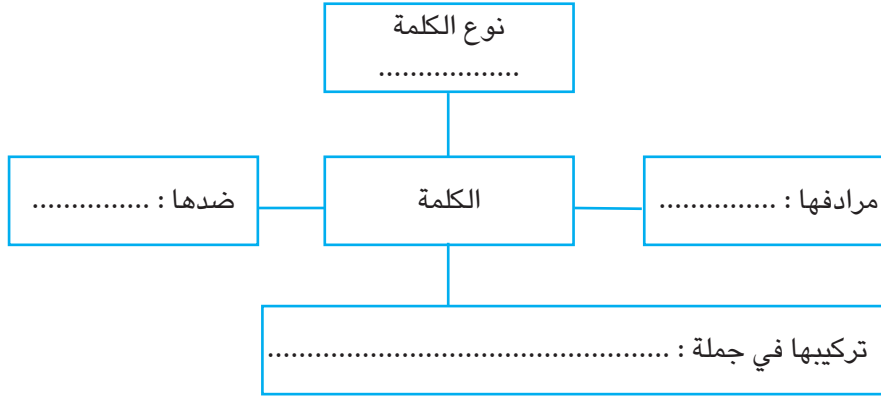 نوع الكلمة
..................
مرادفها : ...............
الكلمة
ضدها : ...............
تركيبها في جملة : ...................................................